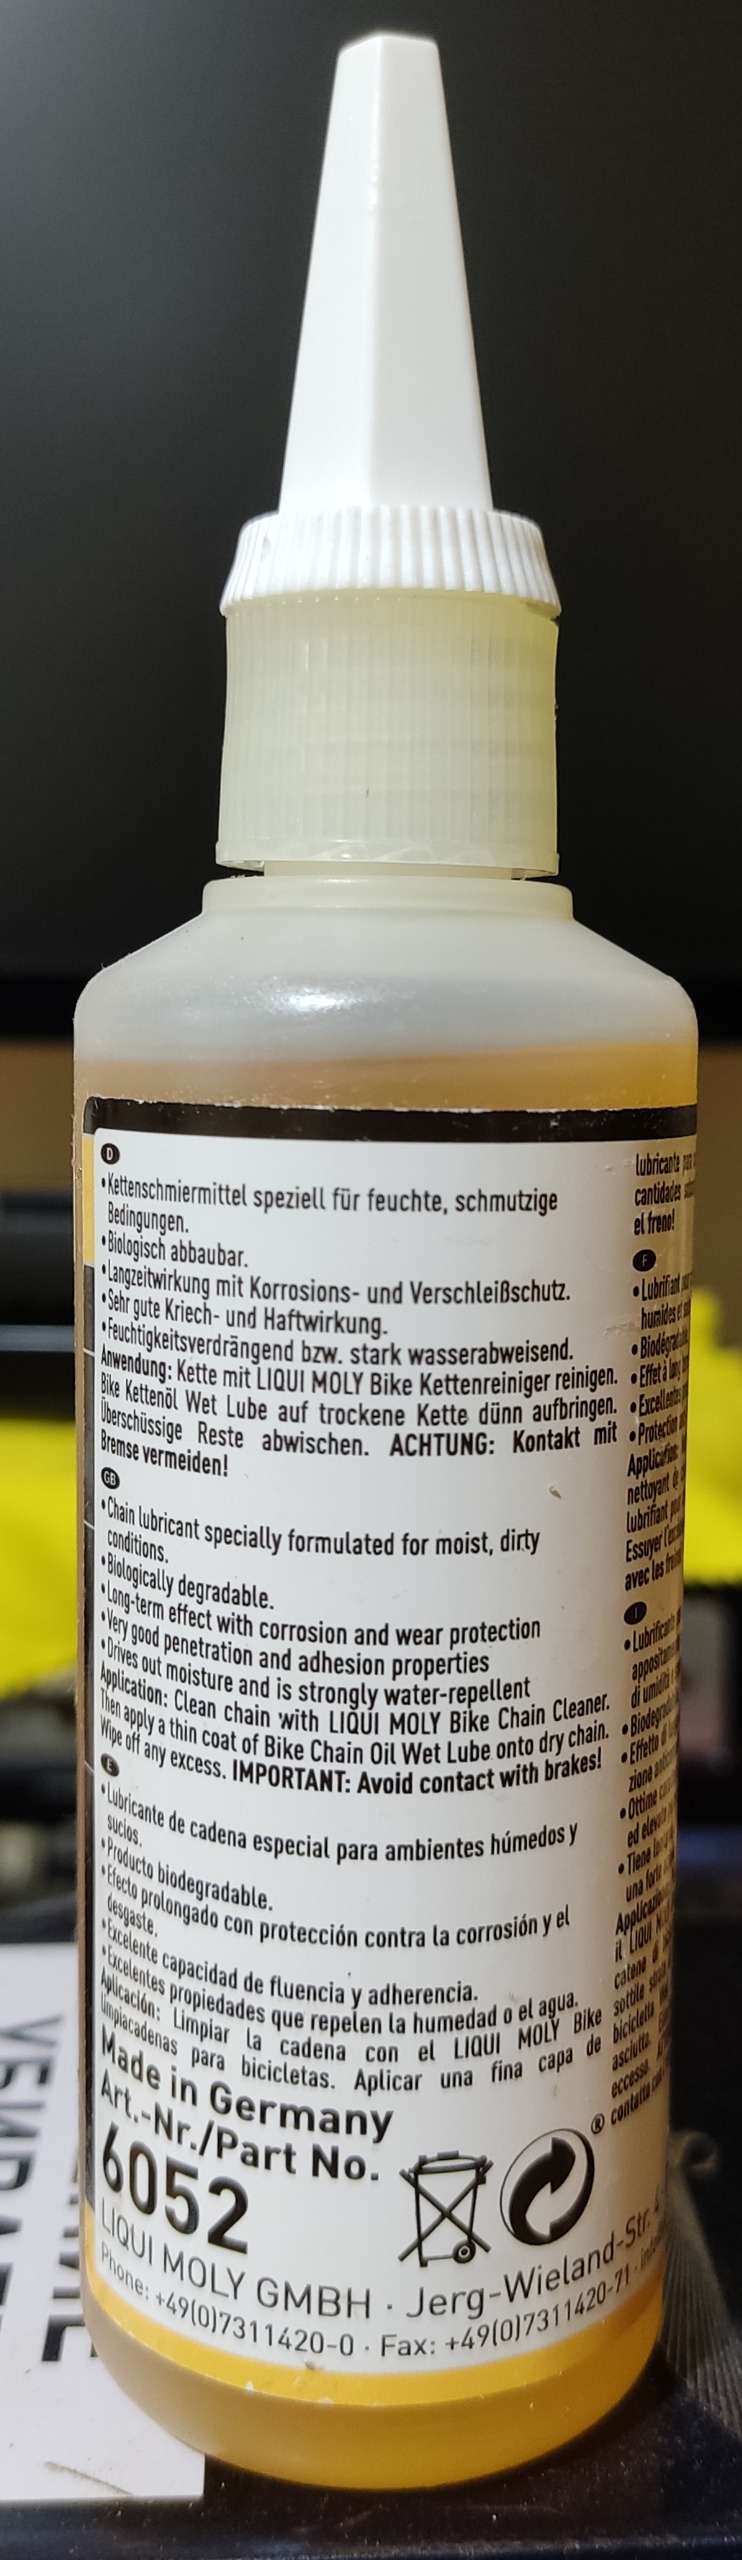 D
•Kettenschmiermittel speziell für feuchte, schmutzige
Bedingungen.
•Biologisch abbaubar.
•Langzeitwirkung mit Korrosions- und Verschleißschutz.
•Sehr gute Kriech- und Haftwirkung.
•Feuchtigkeitsverdrängend bzw. stark wasserabweisend.
Anwendung: Kette mit LIQUI MOLY Bike Kettenreiniger reinigen.
Bike Kettenöl Wet Lube auf trockene Kette dünn aufbringen.
Überschüssige Reste abwischen. ACHTUNG: Kontakt mit
Bremse vermeiden!
GB
•Chain lubricant specially formulated for moist, dirty
conditions.
•Biologically degradable.
•Long-term effect with corrosion and wear protection
•Very good penetration and adhesion properties
•Drives out moisture and is strongly water-repellent
Application: Clean chain with LIQUI MOLY Bike Chain Cleaner.
Then apply a thin coat of Bike Chain Oil Wet Lube onto dry chain.
Wipe off any excess. IMPORTANT: Avoid contact with brakes!
E
•Lubricante de cadena especial para ambientes húmedos y
sucios.
•Producto biodegradable.
•Efecto prolongado con protección contra la corrosión y el
desgaste.
•Excelente capacidad de fluencia y adherencia.
•Excelentes propiedades que repelen la humedad o el agua.
Aplicación: Limpiar la cadena con el LIQUI MOLY Bike
Limpiacadenas para bicicletas. Aplicar una fina capa de
lubricante
cantidades
el freno!
F
•Lubrifiant
humides et
•Effet à
•Excellentes
•Protection
Application:
nettoyant de
lubrifiant
Essuyer
avec les
I
•Lubrificante
di umidità
•Effetto
•Ottime
ed
•Tiene
una
il LIQUI
catene
sottile
bicicletta
asciutta.
eccesso.
contatto
Made in Germany
Art.-Nr./Part No.
6052
®
LIQUI MOLY GMBH · Jerg-Wieland-Str.
Phone: +49(0)7311420-0 · Fax: +49(0)7311420-71 ·